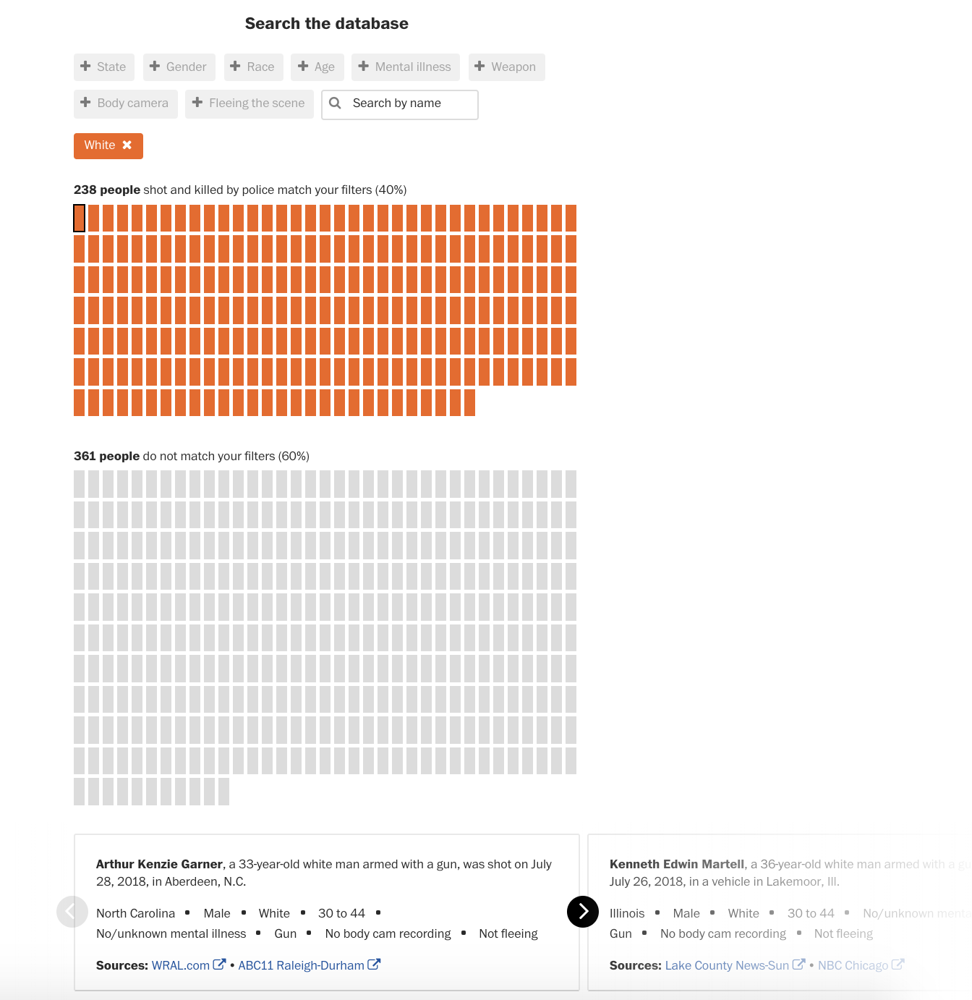 Search the database
State Gender Race Age Mental illness Weapon
Body camera Fleeing the scene Search by name
White
238 people shot and killed by police match your filters (40%)
361 people do not match your filters (60%)
Arthur Kenzie Garner, a 33-year-old white man armed with a gun, was shot on July
28, 2018, in Aberdeen, N.C.
North Carolina ▪ Male ▪ White ▪ 30 to 44 ▪
No/unknown mental illness ▪ Gun ▪ No body cam recording ▪ Not fleeing
Sources: WRAL.com • ABC11 Raleigh-Durham
Kenneth Edwin Martell, a 36-year-old white man armed with a
July 26, 2018, in a vehicle in Lakemoor, Ill.
Illinois ▪ Male ▪ White ▪ 30 to 44 ▪ No/unknown
Gun ▪ No body cam recording ▪ Not fleeing
Sources: Lake County News-Sun • NBC Chicago